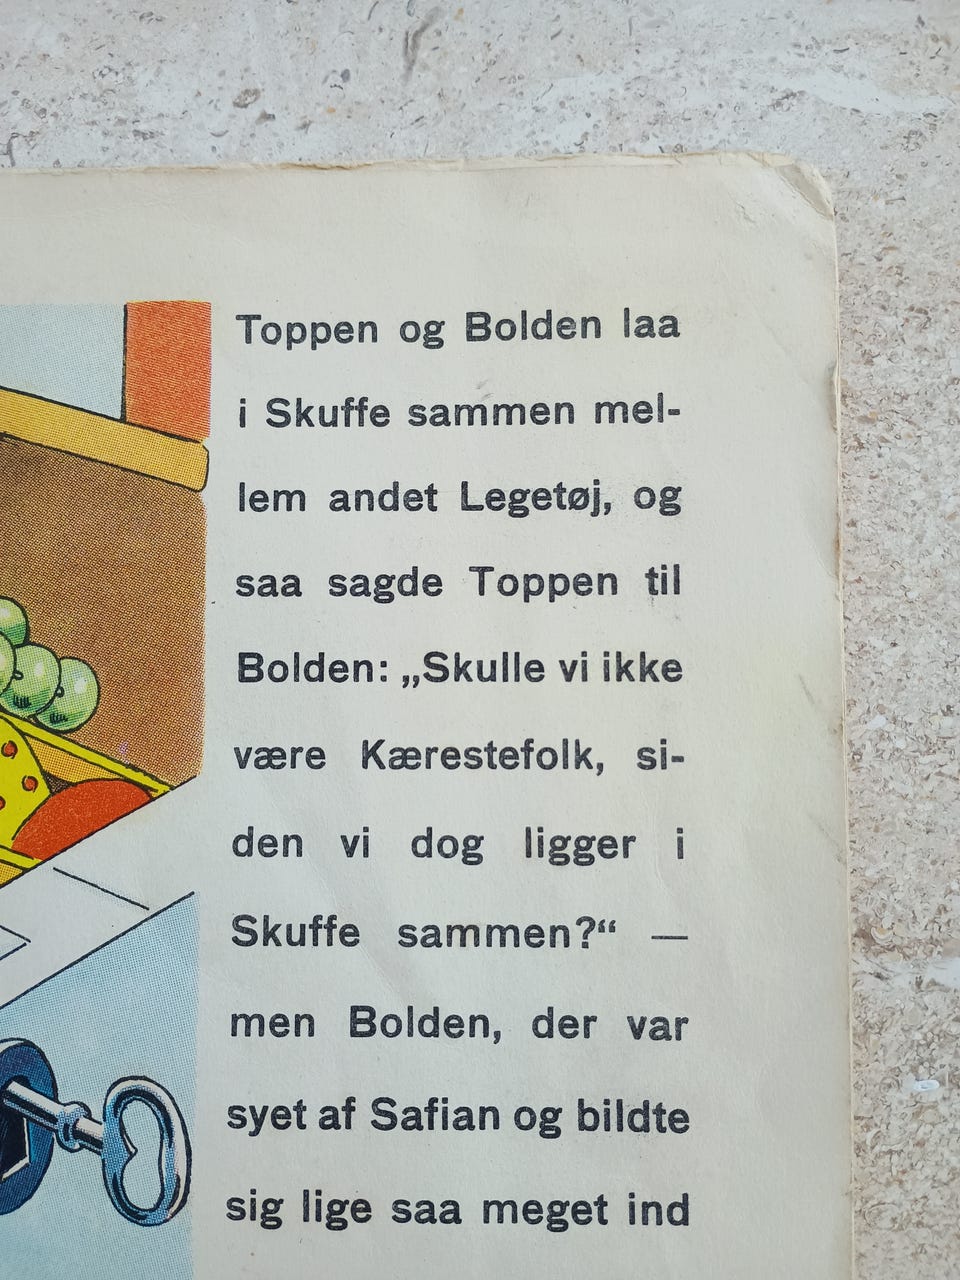 Toppen og Bolden laa
i Skuffe sammen mel-
lem andet Legetøj, og
saa sagde Toppen til
Bolden: „Skulle vi ikke
være Kærestefolk, si-
den vi dog ligger i
Skuffe sammen?“ —
men Bolden, der var
syet af Safian og bildte
sig lige saa meget ind